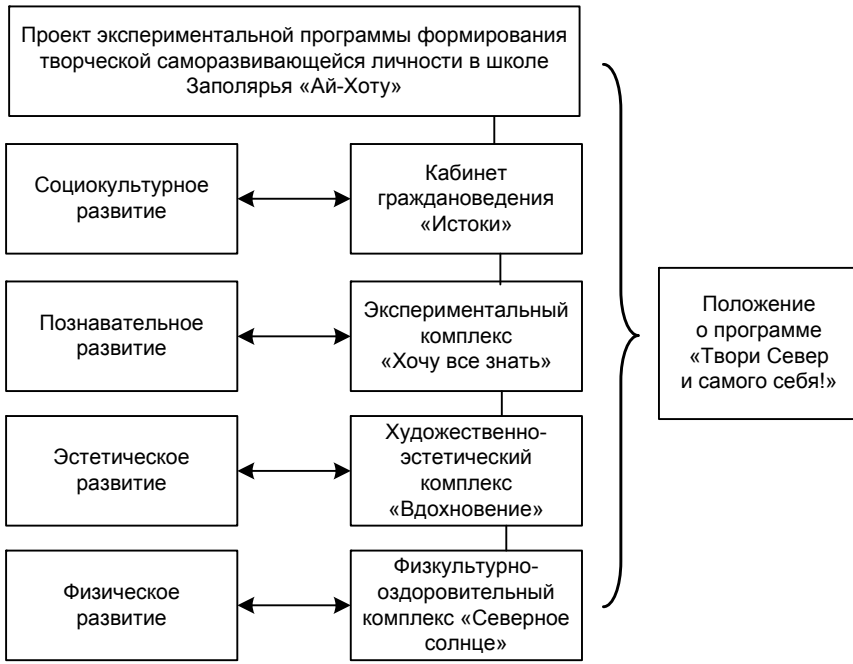 Проект экспериментальной программы формирования
творческой саморазвивающейся личности в школе
Заполярья «Ай-Хоту»
Социокультурное
развитие
Кабинет
граждановедения
«Истоки»
Познавательное
развитие
Экспериментальный
комплекс
«Хочу все знать»
Эстетическое
развитие
Художественно-
эстетический
комплекс
«Вдохновение»
Физическое
развитие
Физкультурно-
оздоровительный
комплекс «Северное
солнце»
Положение
о программе
«Твори Север
и самого себя!»